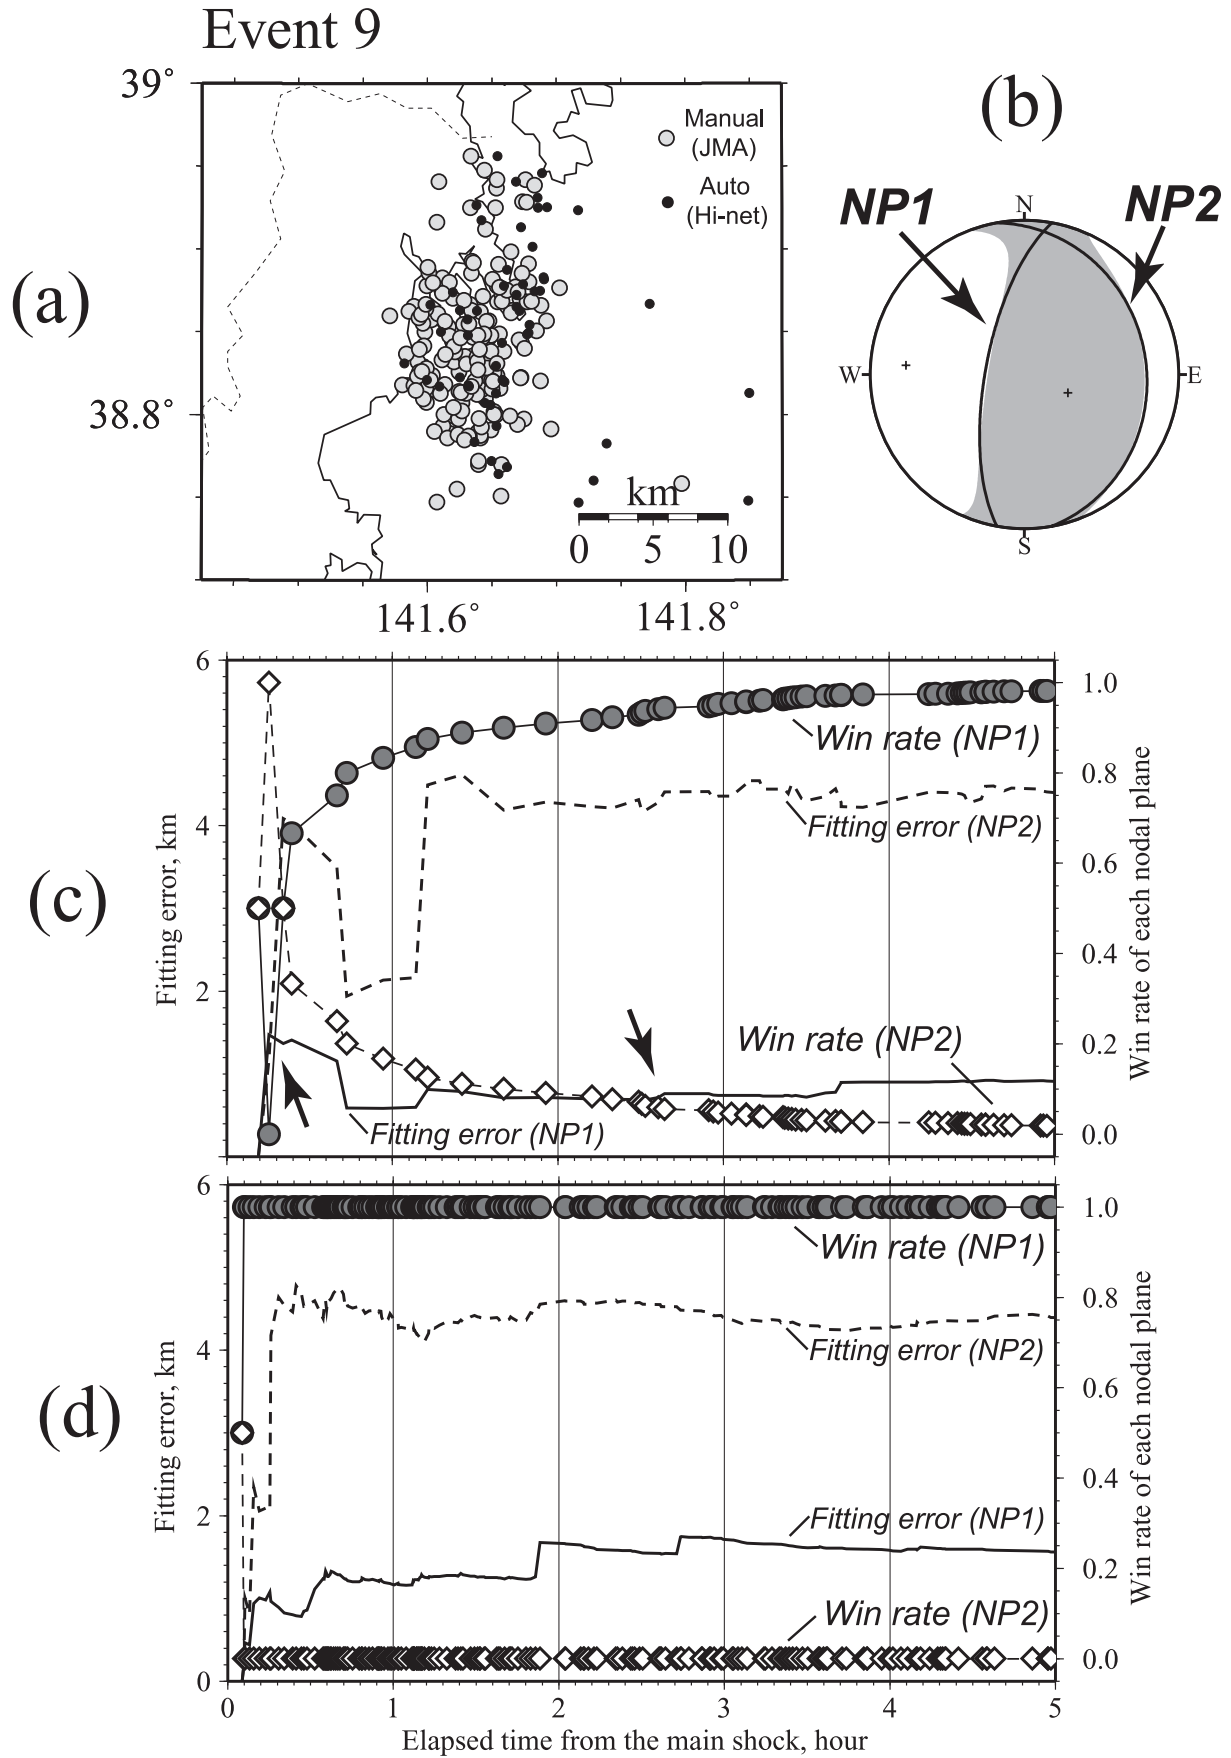 Event 9
(a)
39°
38.8°
141.6°
141.8°
Manual
(JMA)
Auto
(Hi-net)
km
0 5 10
(b)
NP1
NP2
N
W
E
S
(c)
6
4
2
Fitting error, km
Win rate (NP1)
Fitting error (NP2)
Win rate (NP2)
Fitting error (NP1)
1.0
0.8
0.6
0.4
0.2
0.0
Win rate of each nodal plane
(d)
6
4
2
0
Fitting error, km
Win rate (NP1)
Fitting error (NP2)
Fitting error (NP1)
Win rate (NP2)
1.0
0.8
0.6
0.4
0.2
0.0
Win rate of each nodal plane
0 1 2 3 4 5
Elapsed time from the main shock, hour